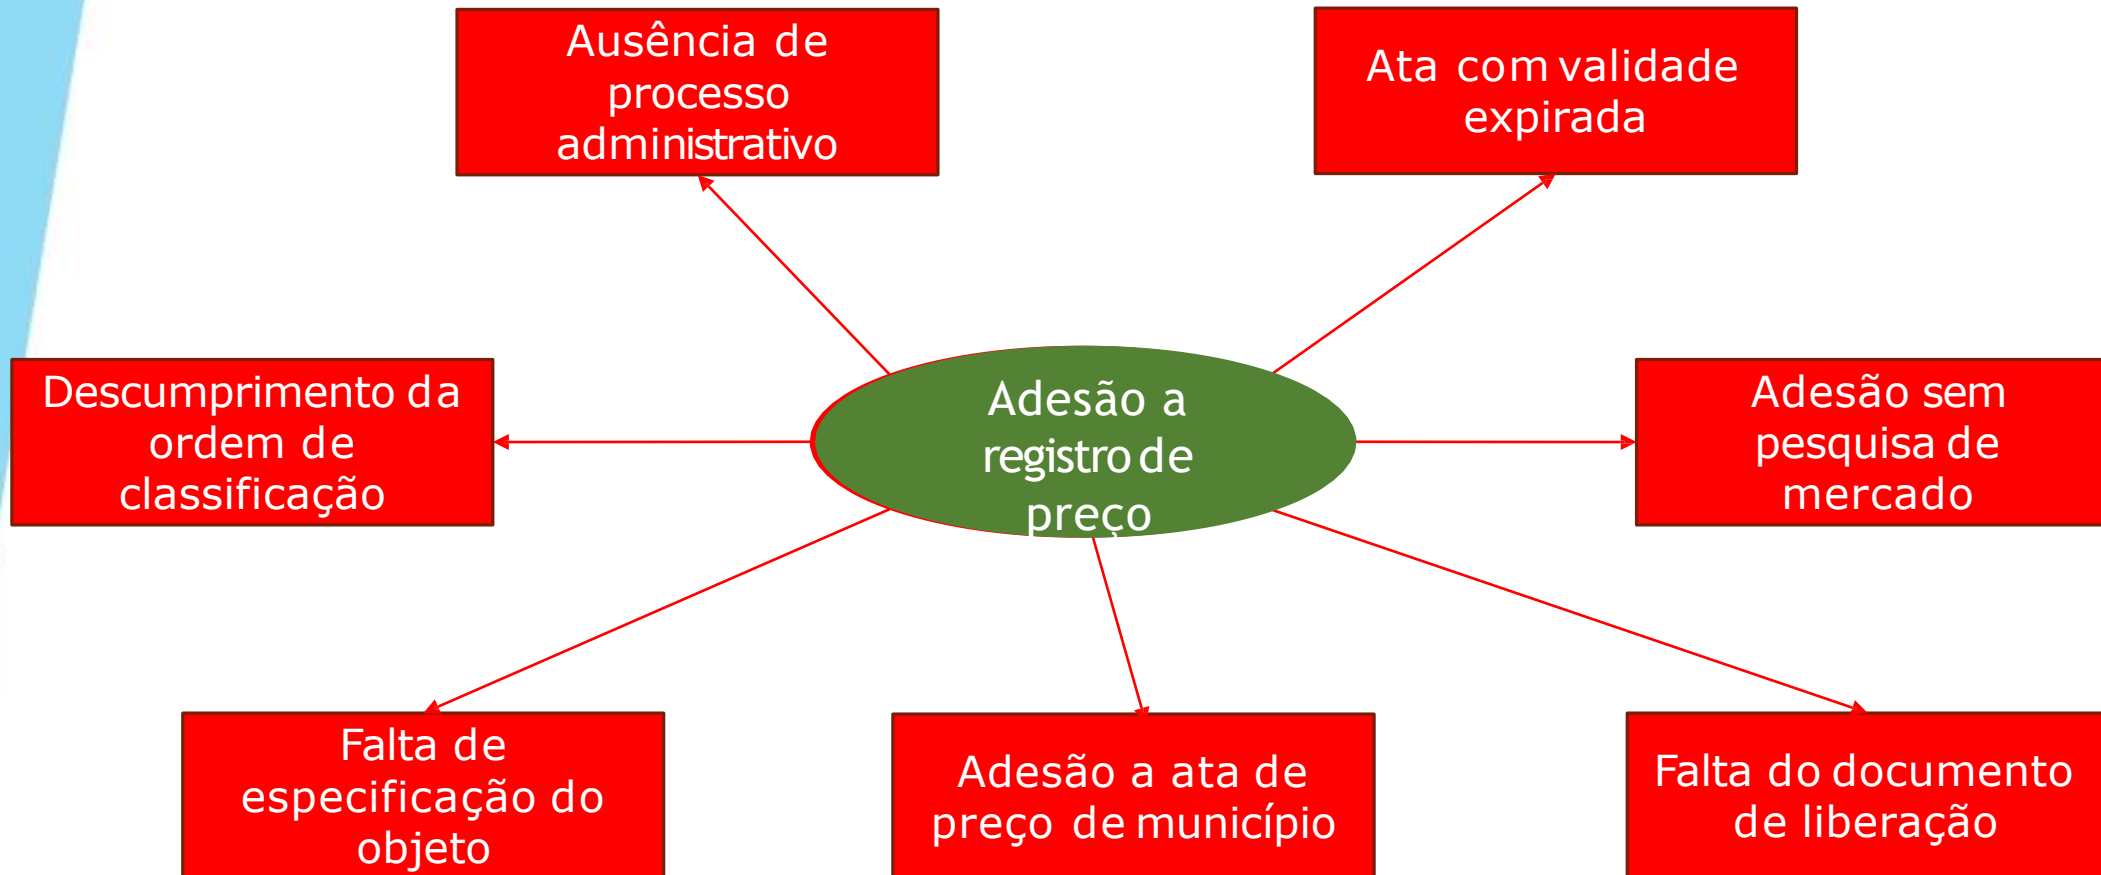 Ausência de
processo
administrativo
Ata com validade
expirada
Descumprimento da
ordem de
classificação
Adesão a
registro de
preço
Adesão sem
pesquisa de
mercado
Falta de
especificação do
objeto
Adesão a ata de
preço de município
Falta do documento
de liberação